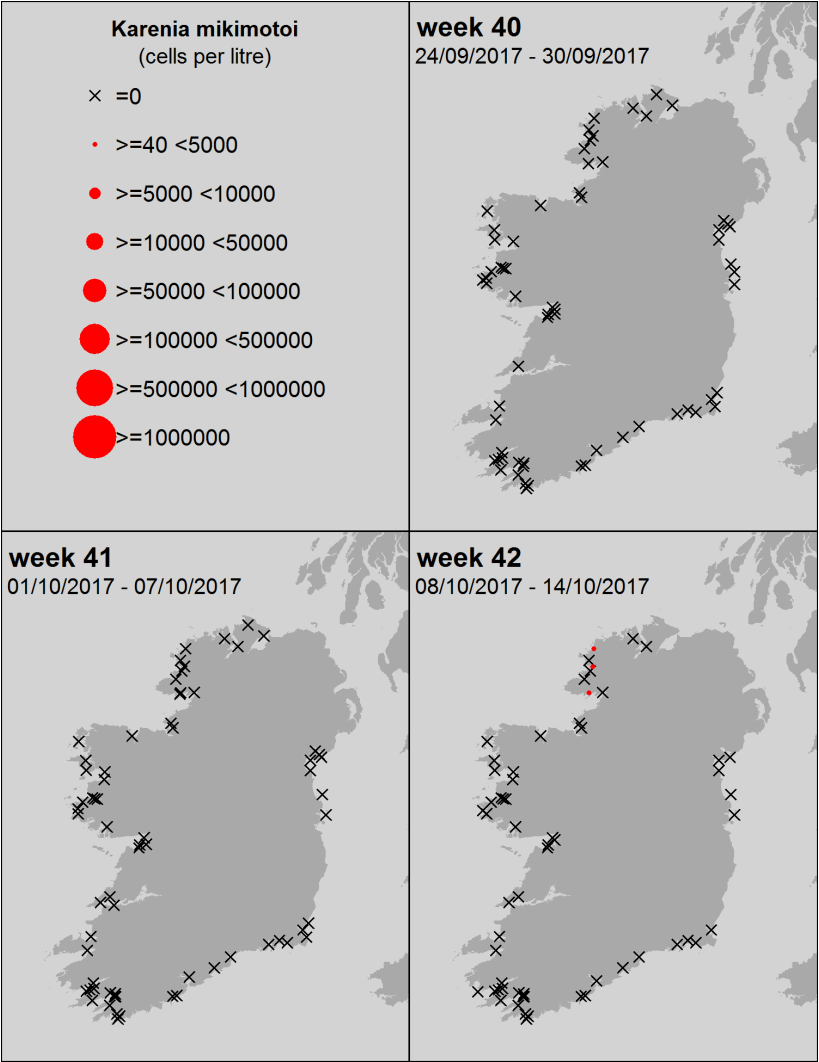 Karenia mikimotoi
(cells per litre)
=0
>=40 <5000
>=5000 <10000
>=10000 <50000
>=50000 <100000
>=100000 <500000
>=500000 <1000000
>=1000000
week 40
24/09/2017 - 30/09/2017
week 41
01/10/2017 - 07/10/2017
week 42
08/10/2017 - 14/10/2017